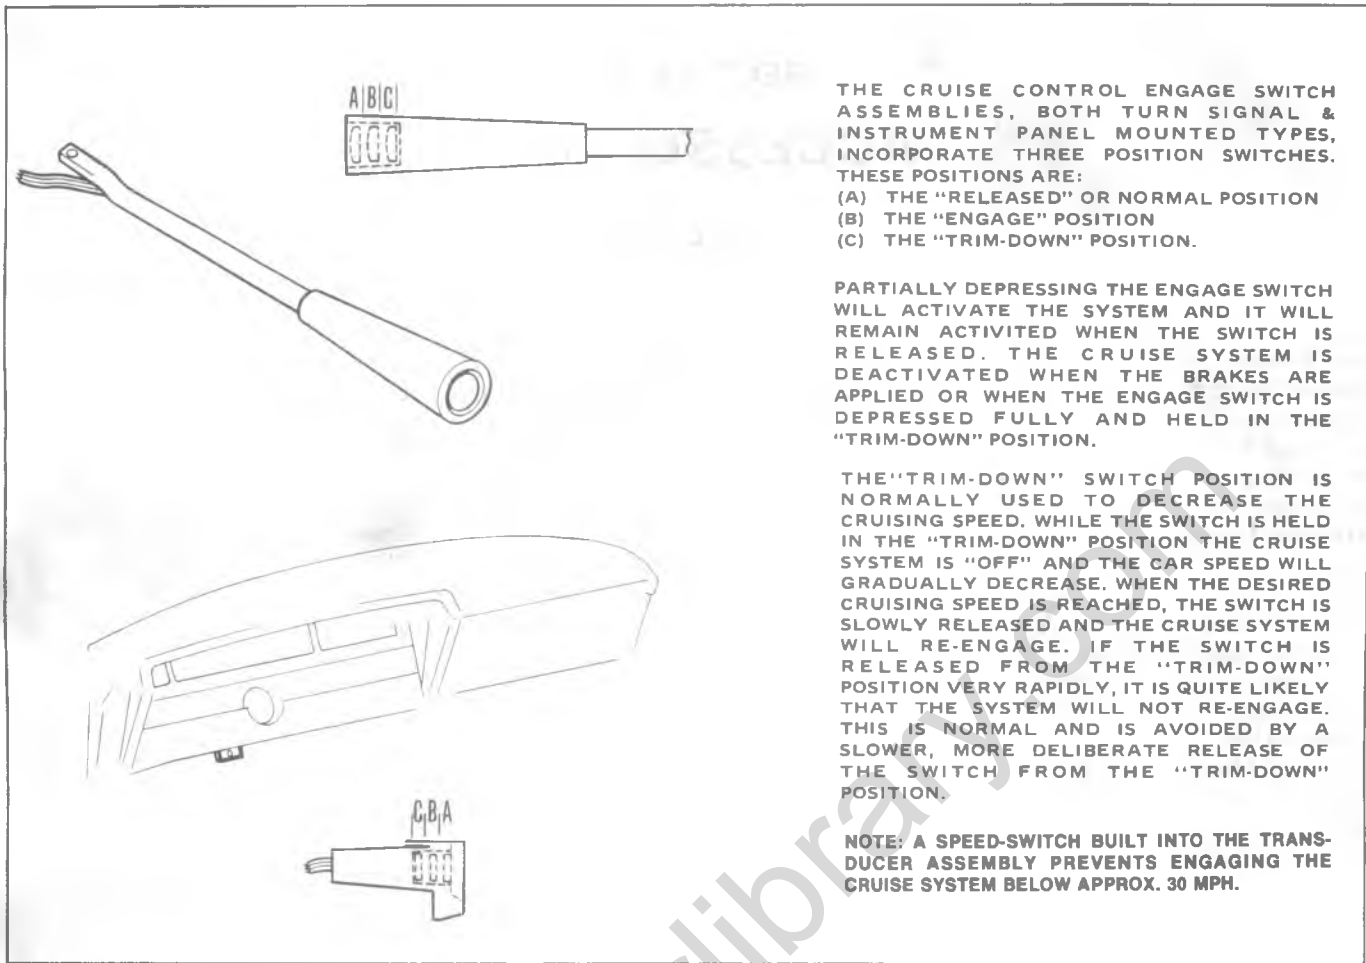 A|B|C|
THE CRUISE CONTROL ENGAGE SWITCH
ASSEMBLIES, BOTH TURN SIGNAL &
INSTRUMENT PANEL MOUNTED TYPES,
INCORPORATE THREE POSITION SWITCHES.
THESE POSITIONS ARE:
(A) THE "RELEASED" OR NORMAL POSITION
(B) THE "ENGAGE" POSITION
(C) THE "TRIM-DOWN" POSITION.
PARTIALLY DEPRESSING THE ENGAGE SWITCH
WILL ACTIVATE THE SYSTEM AND IT WILL
REMAIN ACTIVITED WHEN THE SWITCH IS
RELEASED. THE CRUISE SYSTEM IS
DEACTIVATED WHEN THE BRAKES ARE
APPLIED OR WHEN THE ENGAGE SWITCH IS
DEPRESSED FULLY AND HELD IN THE
"TRIM-DOWN" POSITION.
THE"TRIM-DOWN" SWITCH POSITION IS
NORMALLY USED TO DECREASE THE
CRUISING SPEED. WHILE THE SWITCH IS HELD
IN THE "TRIM-DOWN" POSITION THE CRUISE
SYSTEM IS "OFF" AND THE CAR SPEED WILL
GRADUALLY DECREASE. WHEN THE DESIRED
CRUISING SPEED IS REACHED, THE SWITCH IS
SLOWLY RELEASED AND THE CRUISE SYSTEM
WILL RE-ENGAGE. IF THE SWITCH IS
RELEASED FROM THE "TRIM-DOWN"
POSITION VERY RAPIDLY, IT IS QUITE LIKELY
THAT THE SYSTEM WILL NOT RE-ENGAGE.
THIS IS NORMAL AND IS AVOIDED BY A
SLOWER, MORE DELIBERATE RELEASE OF
THE SWITCH FROM THE "TRIM-DOWN"
POSITION.
NOTE: A SPEED-SWITCH BUILT INTO THE TRANS-
DUCER ASSEMBLY PREVENTS ENGAGING THE
CRUISE SYSTEM BELOW APPROX. 30 MPH.
|C|B|A
library.com